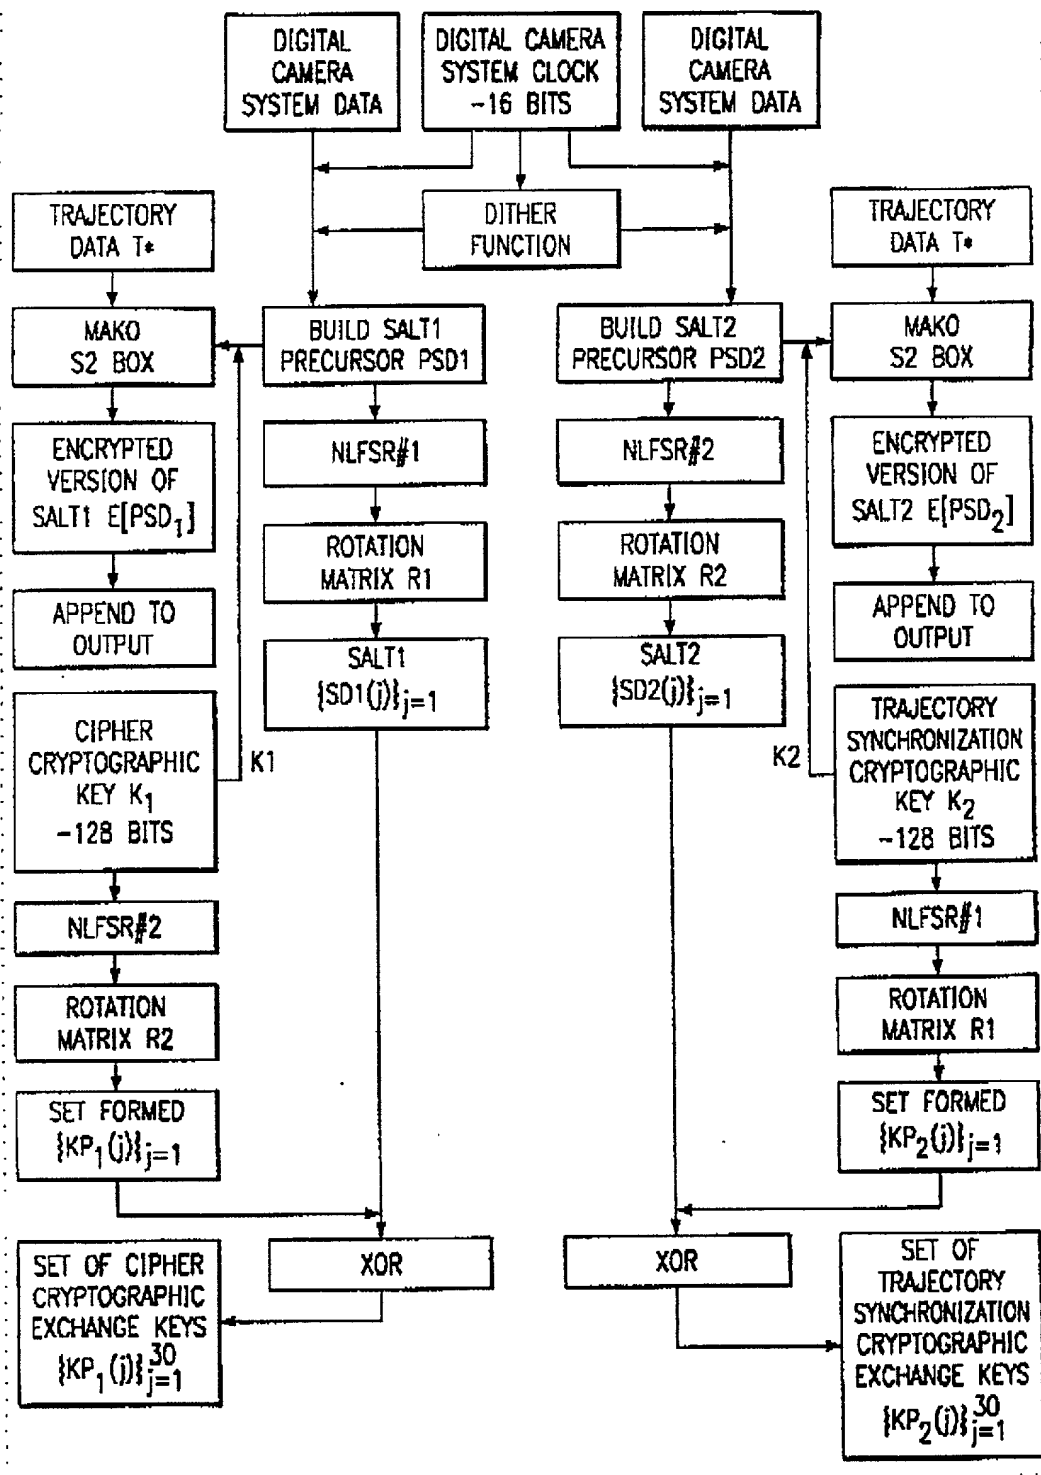 DIGITAL
CAMERA
SYSTEM DATA
DIGITAL CAMERA
SYSTEM CLOCK
-16 BITS
DIGITAL
CAMERA
SYSTEM DATA
TRAJECTORY
DATA T*
DITHER
FUNCTION
TRAJECTORY
DATA T*
MAKO
S2 BOX
BUILD SALT1
PRECURSOR PSD1
BUILD SALT2
PRECURSOR PSD2
MAKO
S2 BOX
ENCRYPTED
VERSION OF
SALT1 E[PSD1]
NLFSR#1
NLFSR#2
ENCRYPTED
VERSION OF
SALT2 E[PSD2]
ROTATION
MATRIX R1
ROTATION
MATRIX R2
APPEND TO
OUTPUT
SALT1
{SD1(j)}j=1
SALT2
{SD2(j)}j=1
APPEND TO
OUTPUT
CIPHER
CRYPTOGRAPHIC
KEY K1
-128 BITS
K1
K2
TRAJECTORY
SYNCHRONIZATION
CRYPTOGRAPHIC
KEY K2
-128 BITS
NLFSR#2
NLFSR#1
ROTATION
MATRIX R2
ROTATION
MATRIX R1
SET FORMED
{KP1(j)}j=1
SET FORMED
{KP2(j)}j=1
XOR
XOR
SET OF CIPHER
CRYPTOGRAPHIC
EXCHANGE KEYS
{KP1(j)}30j=1
SET OF
TRAJECTORY
SYNCHRONIZATION
CRYPTOGRAPHIC
EXCHANGE KEYS
{KP2(j)}30j=1